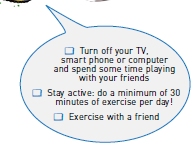 ❑ Turn off your TV,
smart phone or computer
and spend some time playing
with your friends
❑ Stay active: do a minimum of 30
minutes of exercise per day!
❑ Exercise with a friend